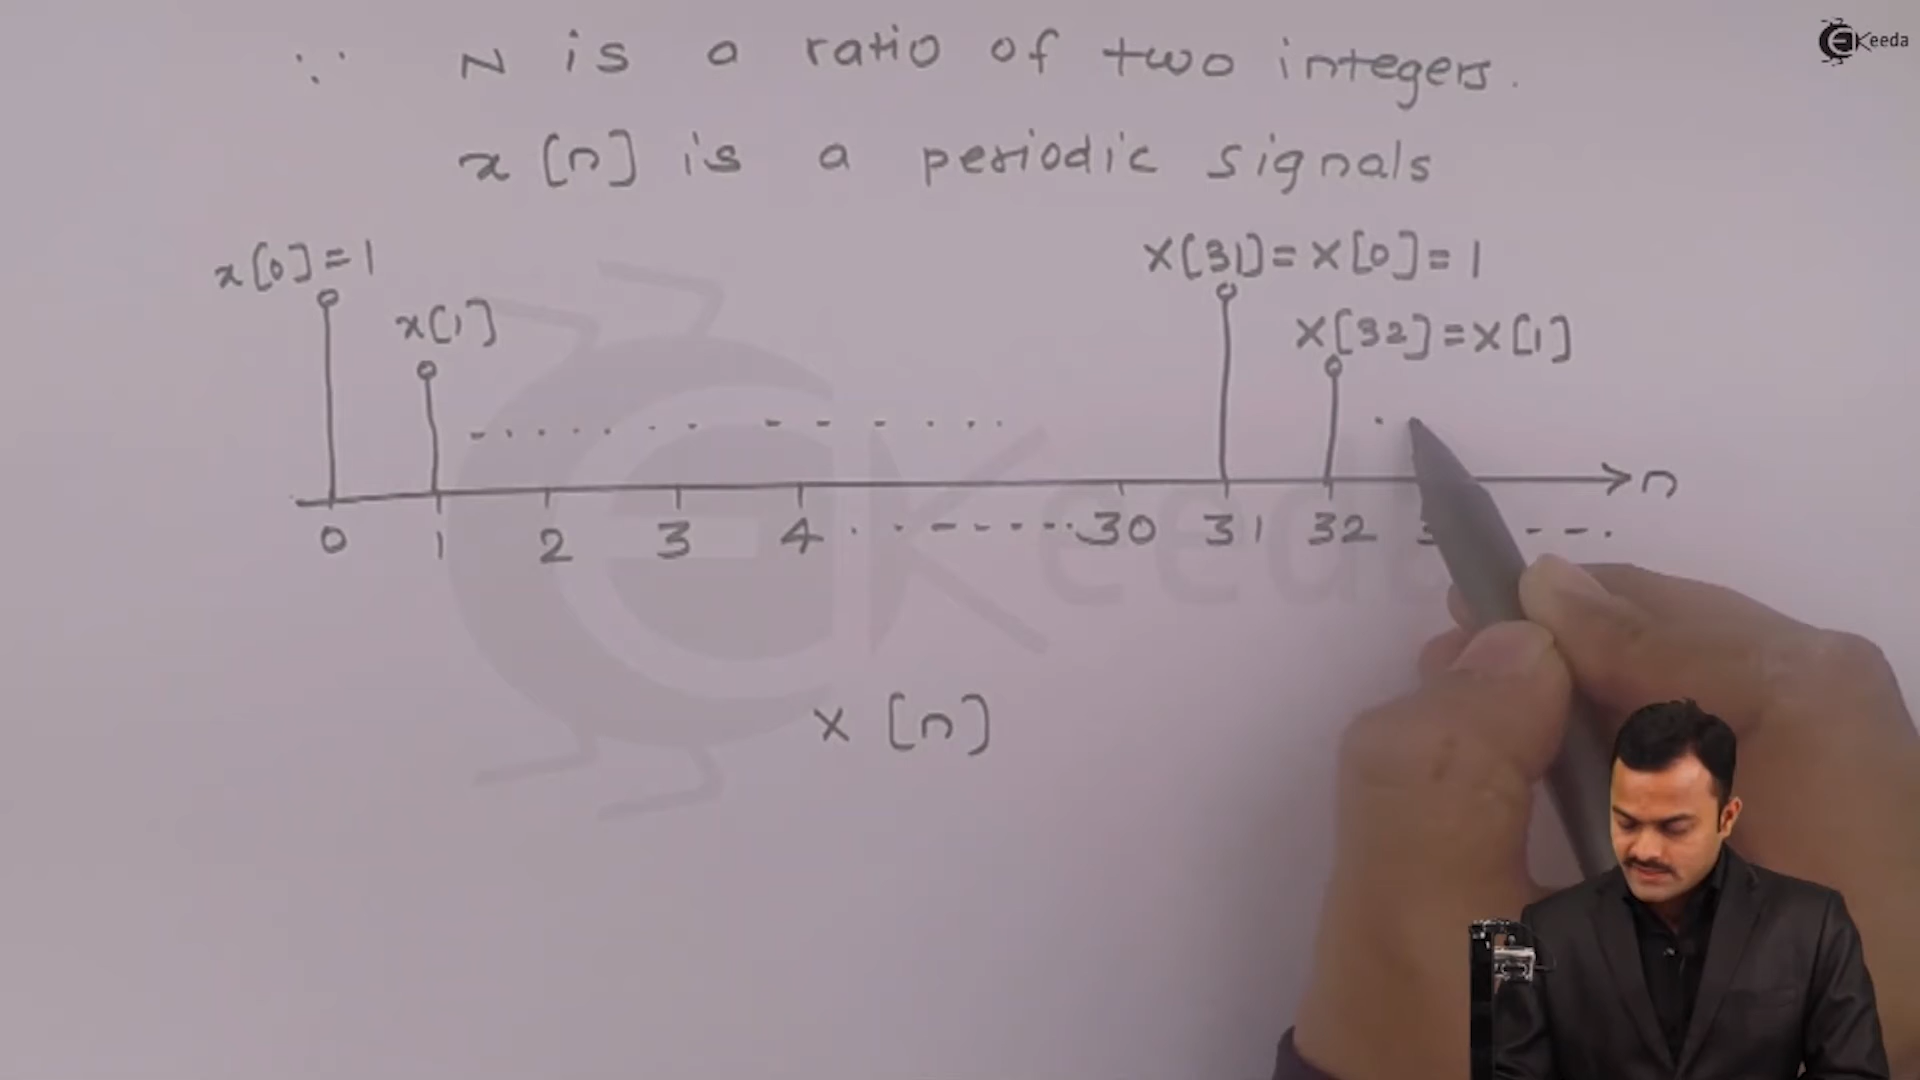 ∵ N is a ratio of two integers.
x[n] is a periodic signals
x[0]=1
x[1]
X[31]=X[0]=1
X[32]=X[1]
n
0 1 2 3 4 30 31 32
X[n]
EKeeda
Keeda